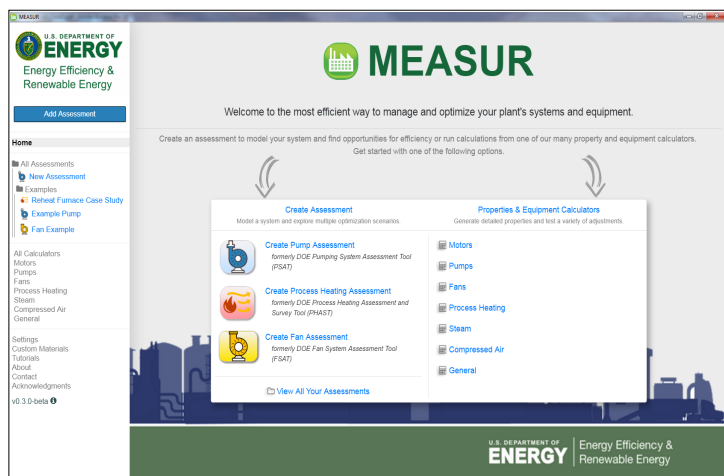 MEASUR
U.S. DEPARTMENT OF
ENERGY
Energy Efficiency &
Renewable Energy
Add Assessment
Home
All Assessments
New Assessment
Examples
Reheat Furnace Case Study
Example Pump
Fan Example
All Calculators
Motors
Pumps
Fans
Process Heating
Steam
Compressed Air
General
Settings
Custom Materials
Tutorials
About
Contact
Acknowledgments
v0.3.0-beta
MEASUR
Welcome to the most efficient way to manage and optimize your plant's systems and equipment.
Create an assessment to model your system and find opportunities for efficiency or run calculations from one of our many property and equipment calculators.
Get started with one of the following options.
Create Assessment
Model a system and explore multiple optimization scenarios.
Create Pump Assessment
formerly DOE Pumping System Assessment Tool
(PSAT)
Create Process Heating Assessment
formerly DOE Process Heating Assessment and
Survey Tool (PHAST)
Create Fan Assessment
formerly DOE Fan System Assessment Tool
(FSAT)
View All Your Assessments
Properties & Equipment Calculators
Generate detailed properties and test a variety of adjustments.
Motors
Pumps
Fans
Process Heating
Steam
Compressed Air
General
U.S. DEPARTMENT OF
ENERGY
Energy Efficiency &
Renewable Energy